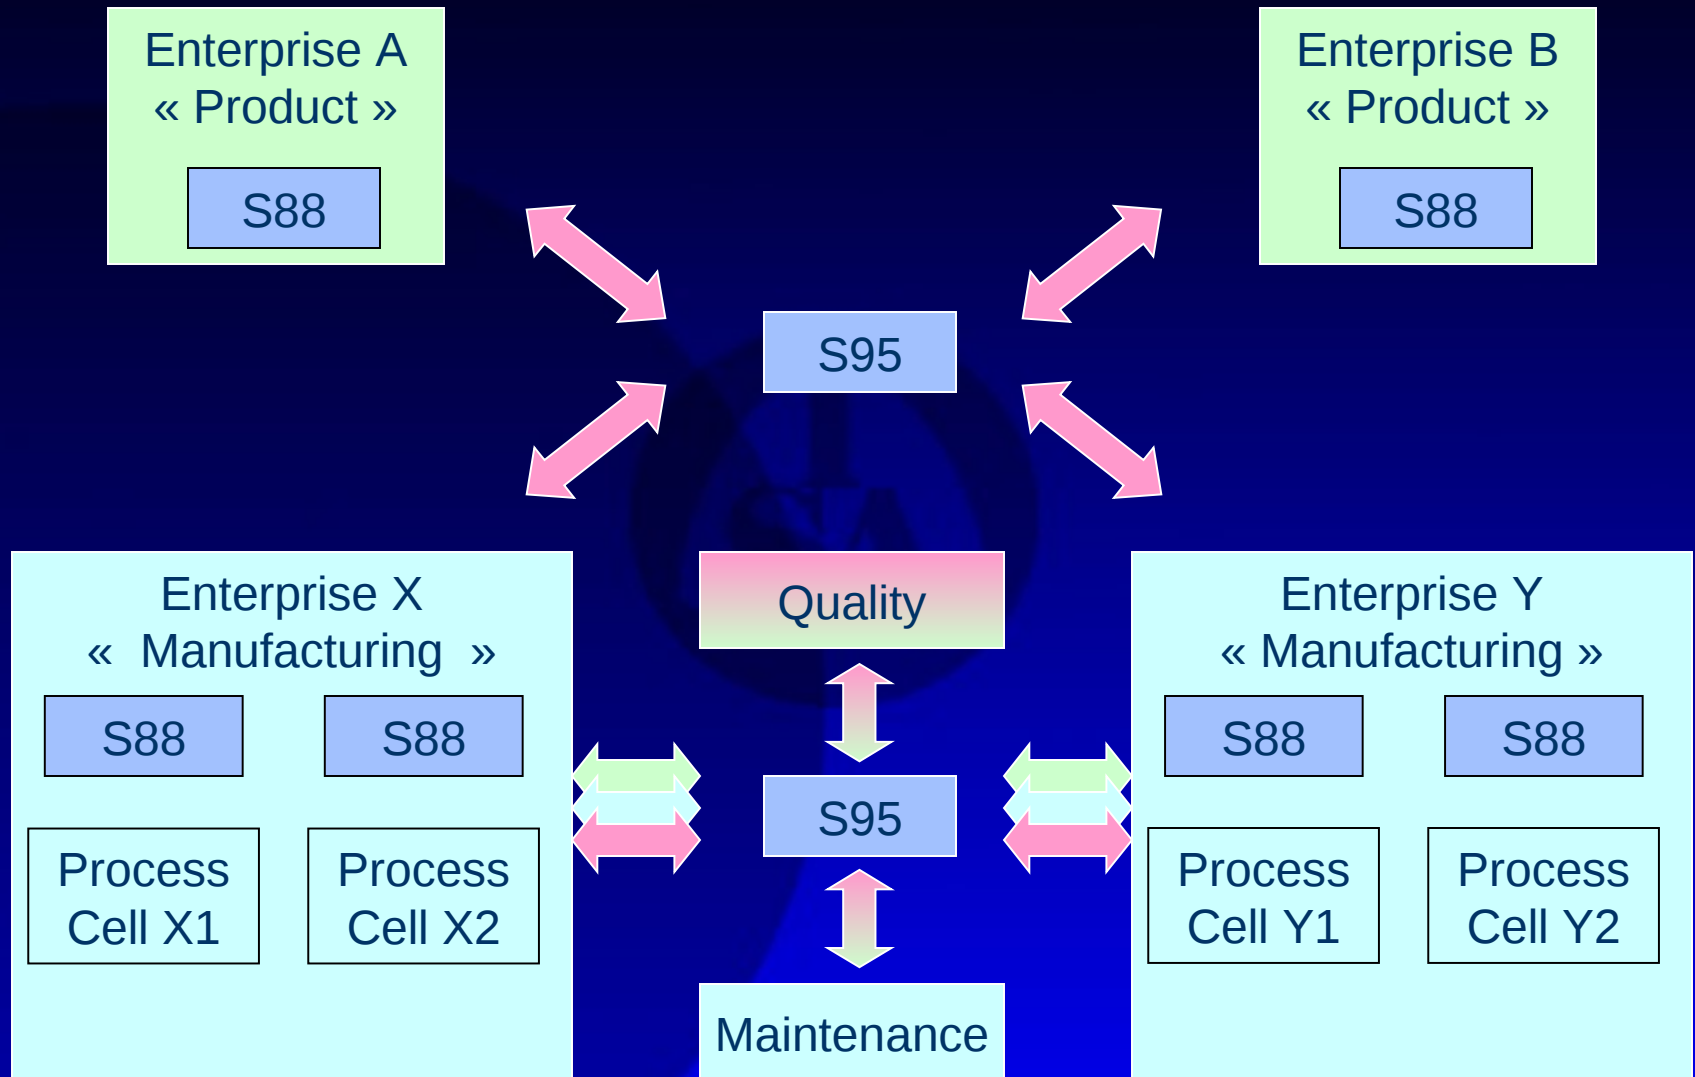 Enterprise A
« Product »
S88
Enterprise B
« Product »
S88
S95
Enterprise X
«  Manufacturing  »
S88
S88
Process
Cell X1
Process
Cell X2
Quality
S95
Maintenance
Enterprise Y
« Manufacturing »
S88
S88
Process
Cell Y1
Process
Cell Y2
ISA